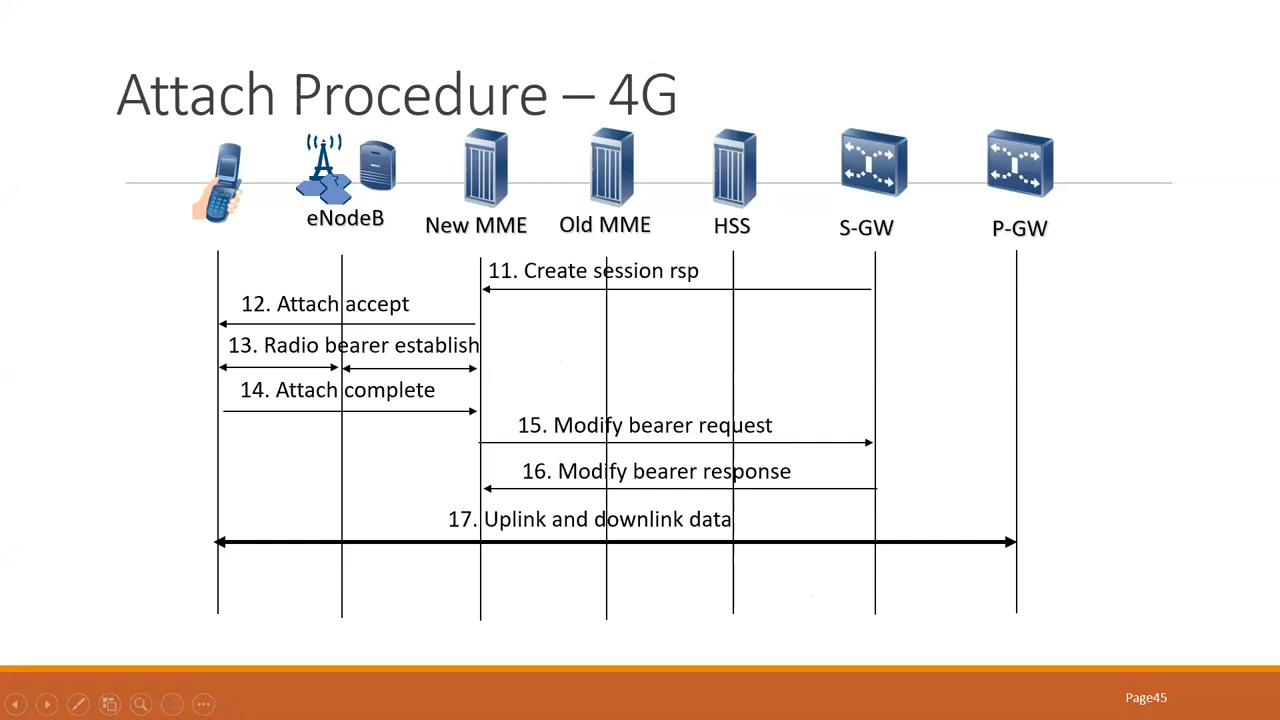 Attach Procedure – 4G
eNodeB
New MME
Old MME
HSS
S-GW
P-GW
11. Create session rsp
12. Attach accept
13. Radio bearer establish
14. Attach complete
15. Modify bearer request
16. Modify bearer response
17. Uplink and downlink data
Page45